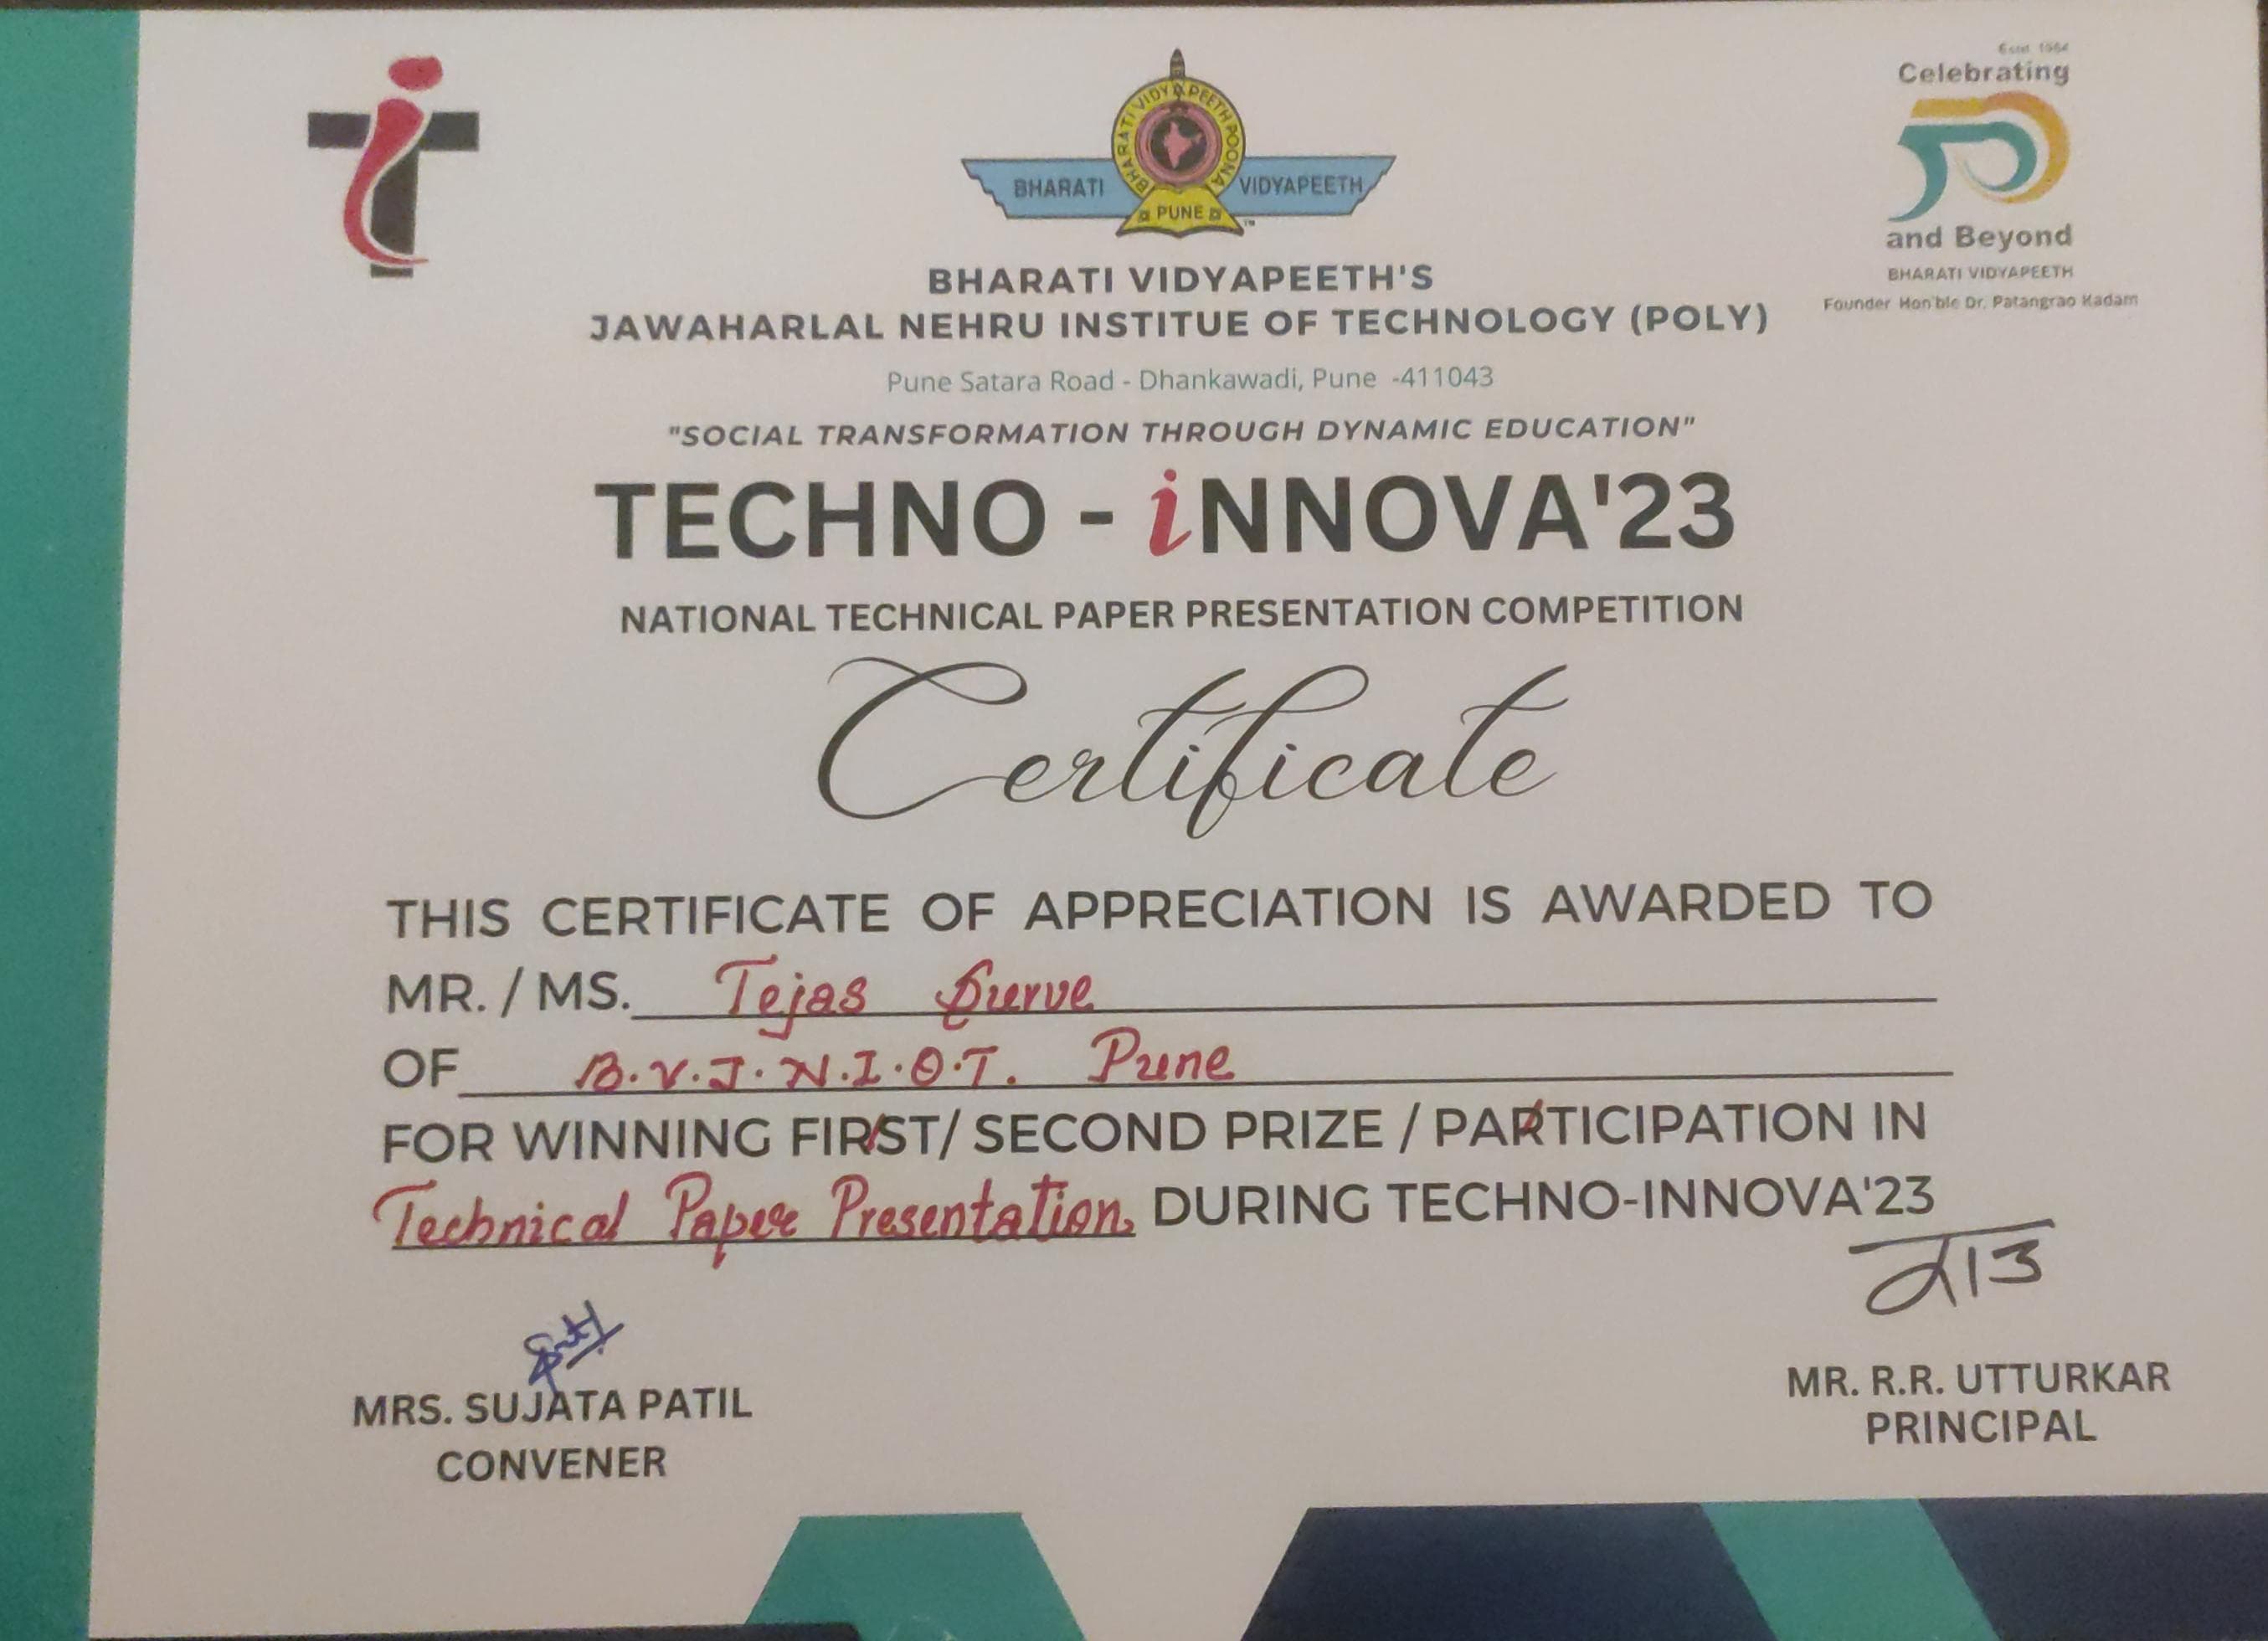 Estd. 1964
Celebrating
50
and Beyond
BHARATI VIDYAPEETH
Founder Hon'ble Dr. Patangrao Kadam
iT
BHARATI VIDYAPEETH POONA
BHARATI VIDYAPEETH
PUNE
TM
BHARATI VIDYAPEETH'S
JAWAHARLAL NEHRU INSTITUE OF TECHNOLOGY (POLY)
Pune Satara Road - Dhankawadi, Pune -411043
"SOCIAL TRANSFORMATION THROUGH DYNAMIC EDUCATION"
TECHNO - iNNOVA'23
NATIONAL TECHNICAL PAPER PRESENTATION COMPETITION
Certificate
THIS CERTIFICATE OF APPRECIATION IS AWARDED TO
MR. / MS. Tejas Surve
OF B.V.J.N.I.O.T. Pune
FOR WINNING FIRST/ SECOND PRIZE / PARTICIPATION IN
Technical Paper Presentation DURING TECHNO-INNOVA'23
MRS. SUJATA PATIL
CONVENER
MR. R.R. UTTURKAR
PRINCIPAL